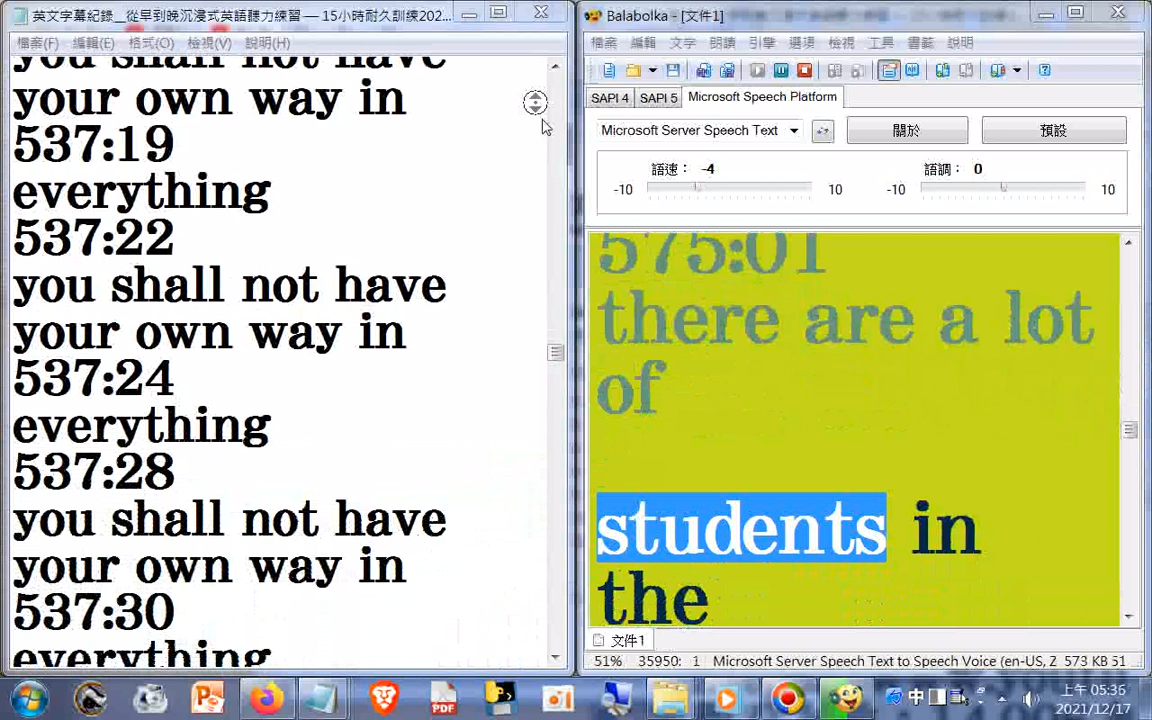 英文字幕紀錄__從早到晚沉浸式英語聽力練習 — 15小時耐久訓練202...
檔案(F) 編輯(E) 格式(O) 檢視(V) 說明(H)
you shall not have
your own way in
537:19
everything
537:22
you shall not have
your own way in
537:24
everything
537:28
you shall not have
your own way in
537:30
everything
Balabolka - [文件1]
檔案 編輯 文字 朗讀 引擎 選項 檢視 工具 書籤 說明
SAPI 4 SAPI 5 Microsoft Speech Platform
Microsoft Server Speech Text 關於 預設
語速： -4 語調： 0
-10 10 -10 10
575:01
there are a lot
of
students in
the
文件1
51% 35950: 1 Microsoft Server Speech Text to Speech Voice (en-US, Z 573 KB 51
PDF 中 上午 05:36
2021/12/17